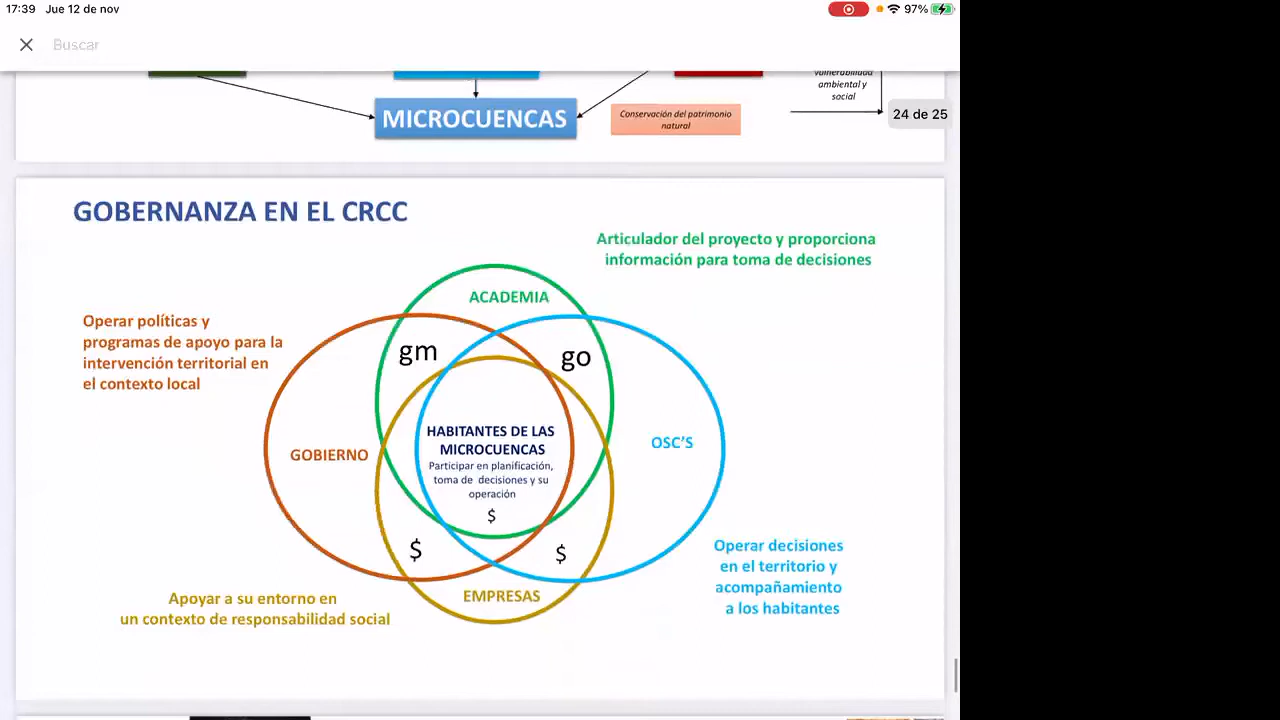 17:39 Jue 12 de nov
97%
Buscar
vulnerabilidad
ambiental y
social
24 de 25
MICROCUENCAS
Conservación del patrimonio
natural
GOBERNANZA EN EL CRCC
Articulador del proyecto y proporciona
información para toma de decisiones
ACADEMIA
Operar políticas y
programas de apoyo para la
intervención territorial en
el contexto local
gm
go
HABITANTES DE LAS
MICROCUENCAS
Participar en planificación,
toma de decisiones y su
operación
$
GOBIERNO
OSC'S
$
$
Operar decisiones
en el territorio y
acompañamiento
a los habitantes
EMPRESAS
Apoyar a su entorno en
un contexto de responsabilidad social